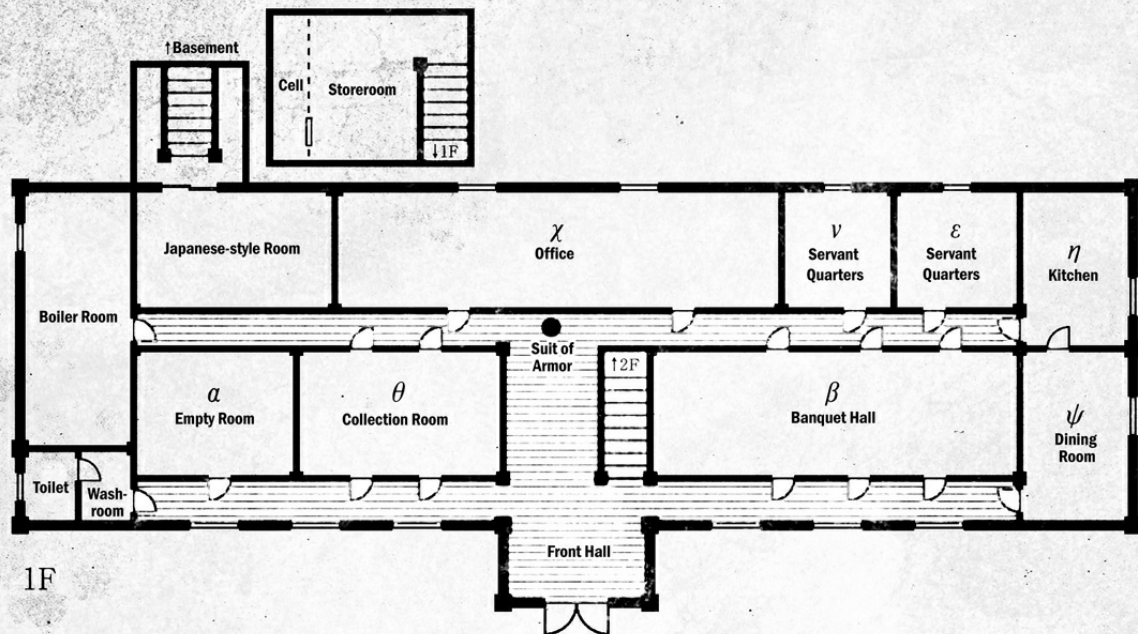 ↑Basement
Cell
Storeroom
↓1F
Japanese-style Room
χ
Office
ν
Servant
Quarters
ε
Servant
Quarters
η
Kitchen
Boiler Room
Suit of
Armor
↑2F
α
Empty Room
θ
Collection Room
β
Banquet Hall
ψ
Dining
Room
Toilet
Wash-
room
Front Hall
1F